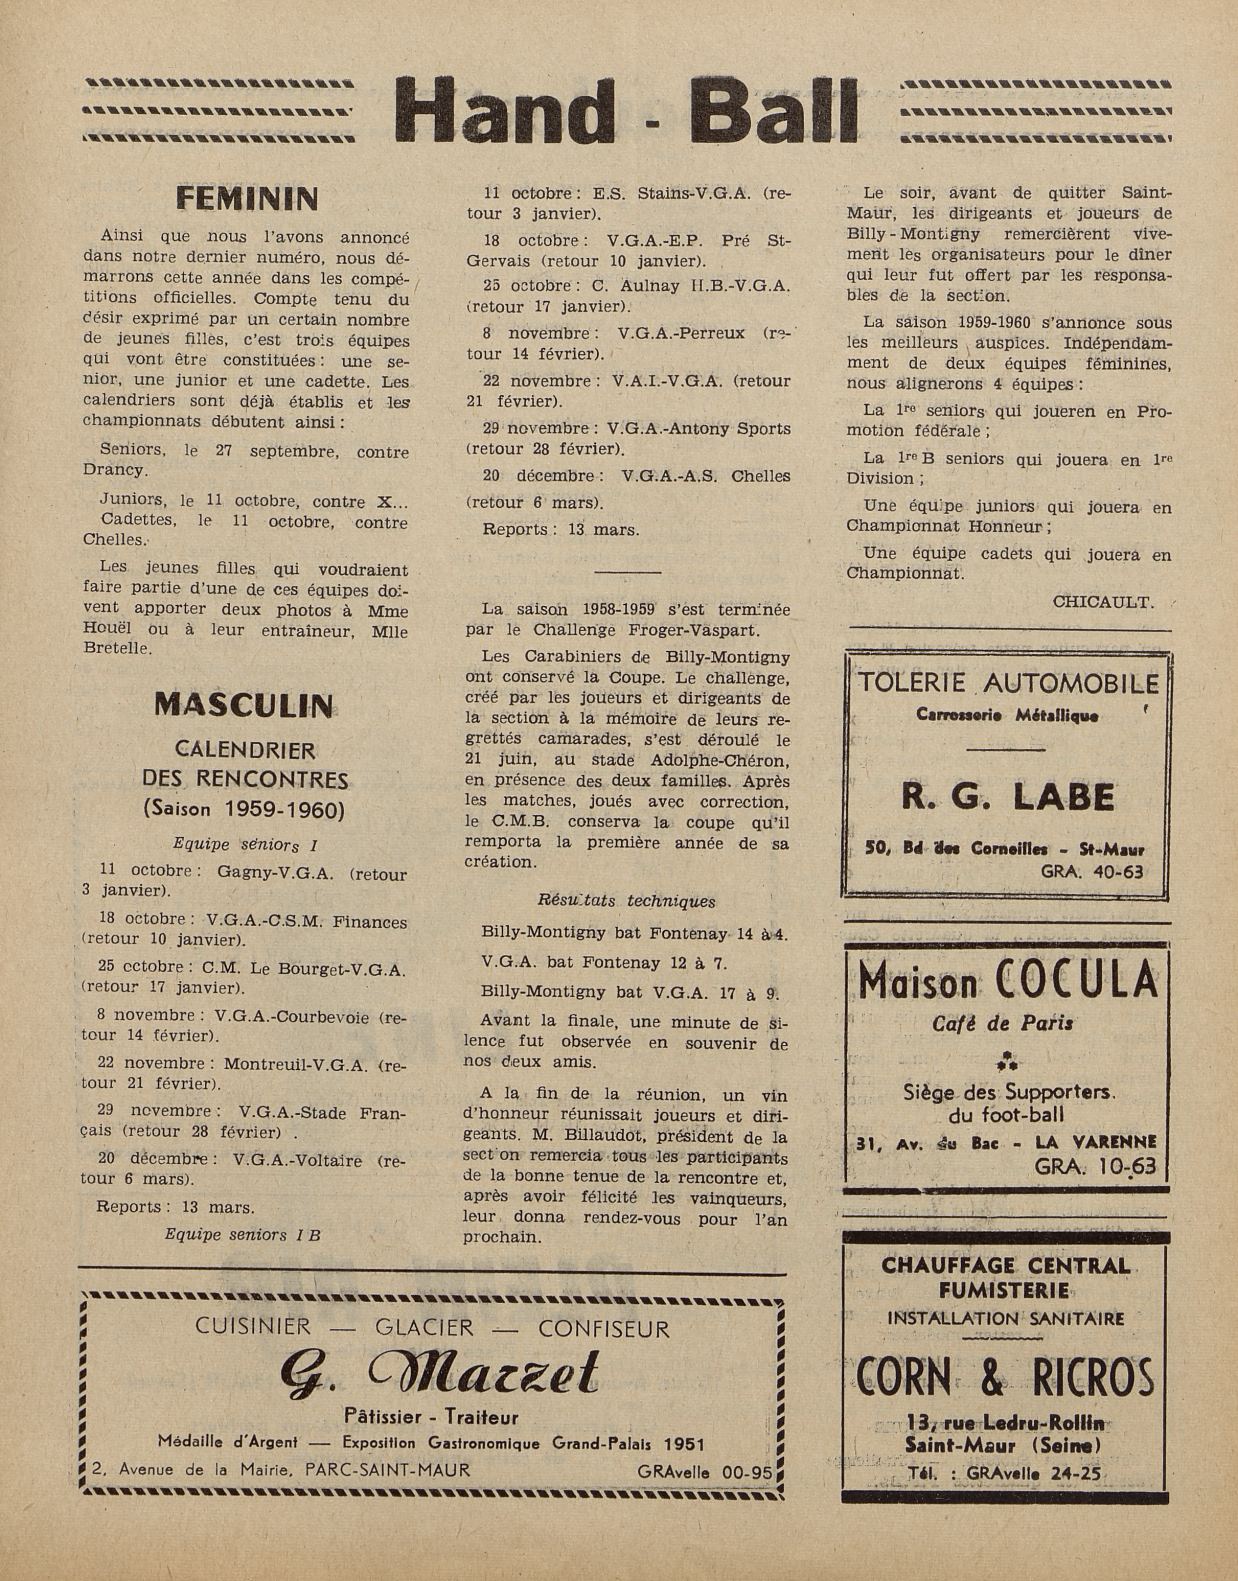 Hand - Ball
FEMININ
Ainsi que nous l'avons annoncé
dans notre dernier numéro, nous dé-
marrons cette année dans les compé-
titions officielles. Compte tenu du
désir exprimé par un certain nombre
de jeunes filles, c'est trois équipes
qui vont être constituées : une se-
nior, une junior et une cadette. Les
calendriers sont déjà établis et les
championnats débutent ainsi :
Seniors, le 27 septembre, contre
Drancy.
Juniors, le 11 octobre, contre X...
Cadettes, le 11 octobre, contre
Chelles.
Les jeunes filles qui voudraient
faire partie d'une de ces équipes doi-
vent apporter deux photos à Mme
Houël ou à leur entraîneur, Mlle
Bretelle.
MASCULIN
CALENDRIER
DES RENCONTRES
(Saison 1959-1960)
Equipe séniors I
11 octobre : Gagny-V.G.A. (retour
3 janvier).
18 octobre : V.G.A.-C.S.M. Finances
(retour 10 janvier).
25 octobre : C.M. Le Bourget-V.G.A.
(retour 17 janvier).
8 novembre : V.G.A.-Courbevoie (re-
tour 14 février).
22 novembre : Montreuil-V.G.A. (re-
tour 21 février).
29 novembre : V.G.A.-Stade Fran-
çais (retour 28 février) .
20 décembre : V.G.A.-Voltaire (re-
tour 6 mars).
Reports : 13 mars.
Equipe seniors I B
11 octobre : E.S. Stains-V.G.A. (re-
tour 3 janvier).
18 octobre : V.G.A.-E.P. Pré St-
Gervais (retour 10 janvier).
25 octobre : C. Aulnay H.B.-V.G.A.
(retour 17 janvier).
8 novembre : V.G.A.-Perreux (re-
tour 14 février).
22 novembre : V.A.I.-V.G.A. (retour
21 février).
29 novembre : V.G.A.-Antony Sports
(retour 28 février).
20 décembre : V.G.A.-A.S. Chelles
(retour 6 mars).
Reports : 13 mars.
La saison 1958-1959 s'est terminée
par le Challenge Froger-Vaspart.
Les Carabiniers de Billy-Montigny
ont conservé la Coupe. Le challenge,
créé par les joueurs et dirigeants de
la section à la mémoire de leurs re-
grettés camarades, s'est déroulé le
21 juin, au stade Adolphe-Chéron,
en présence des deux familles. Après
les matches, joués avec correction,
le C.M.B. conserva la coupe qu'il
remporta la première année de sa
création.
Résultats techniques
Billy-Montigny bat Fontenay 14 à 4.
V.G.A. bat Fontenay 12 à 7.
Billy-Montigny bat V.G.A. 17 à 9.
Avant la finale, une minute de si-
lence fut observée en souvenir de
nos deux amis.
A la fin de la réunion, un vin
d'honneur réunissait joueurs et diri-
geants. M. Billaudot, président de la
section remercia tous les participants
de la bonne tenue de la rencontre et,
après avoir félicité les vainqueurs,
leur donna rendez-vous pour l'an
prochain.
Le soir, avant de quitter Saint-
Maur, les dirigeants et joueurs de
Billy-Montigny remercièrent vive-
ment les organisateurs pour le dîner
qui leur fut offert par les responsa-
bles de la section.
La saison 1959-1960 s'annonce sous
les meilleurs auspices. Indépendam-
ment de deux équipes féminines,
nous alignerons 4 équipes :
La 1re seniors qui joueren en Pro-
motion fédérale ;
La 1re B seniors qui jouera en 1re
Division ;
Une équipe juniors qui jouera en
Championnat Honneur ;
Une équipe cadets qui jouera en
Championnat.
CHICAULT.
TOLERIE AUTOMOBILE
Carrosserie Métallique
R. G. LABE
50, Bd des Corneilles - St-Maur
GRA. 40-63
Maison COCULA
Café de Paris
Siège des Supporters.
du foot-ball
31, Av. du Bac - LA VARENNE
GRA. 10-63
CHAUFFAGE CENTRAL
FUMISTERIE
INSTALLATION SANITAIRE
CORN & RICROS
13, rue Ledru-Rollin
Saint-Maur (Seine)
Tél. : GRAvelle 24-25
CUISINIER — GLACIER — CONFISEUR
G. Marzet
Pâtissier - Traiteur
Médaille d'Argent — Exposition Gastronomique Grand-Palais 1951
2, Avenue de la Mairie, PARC-SAINT-MAUR GRAvelle 00-95